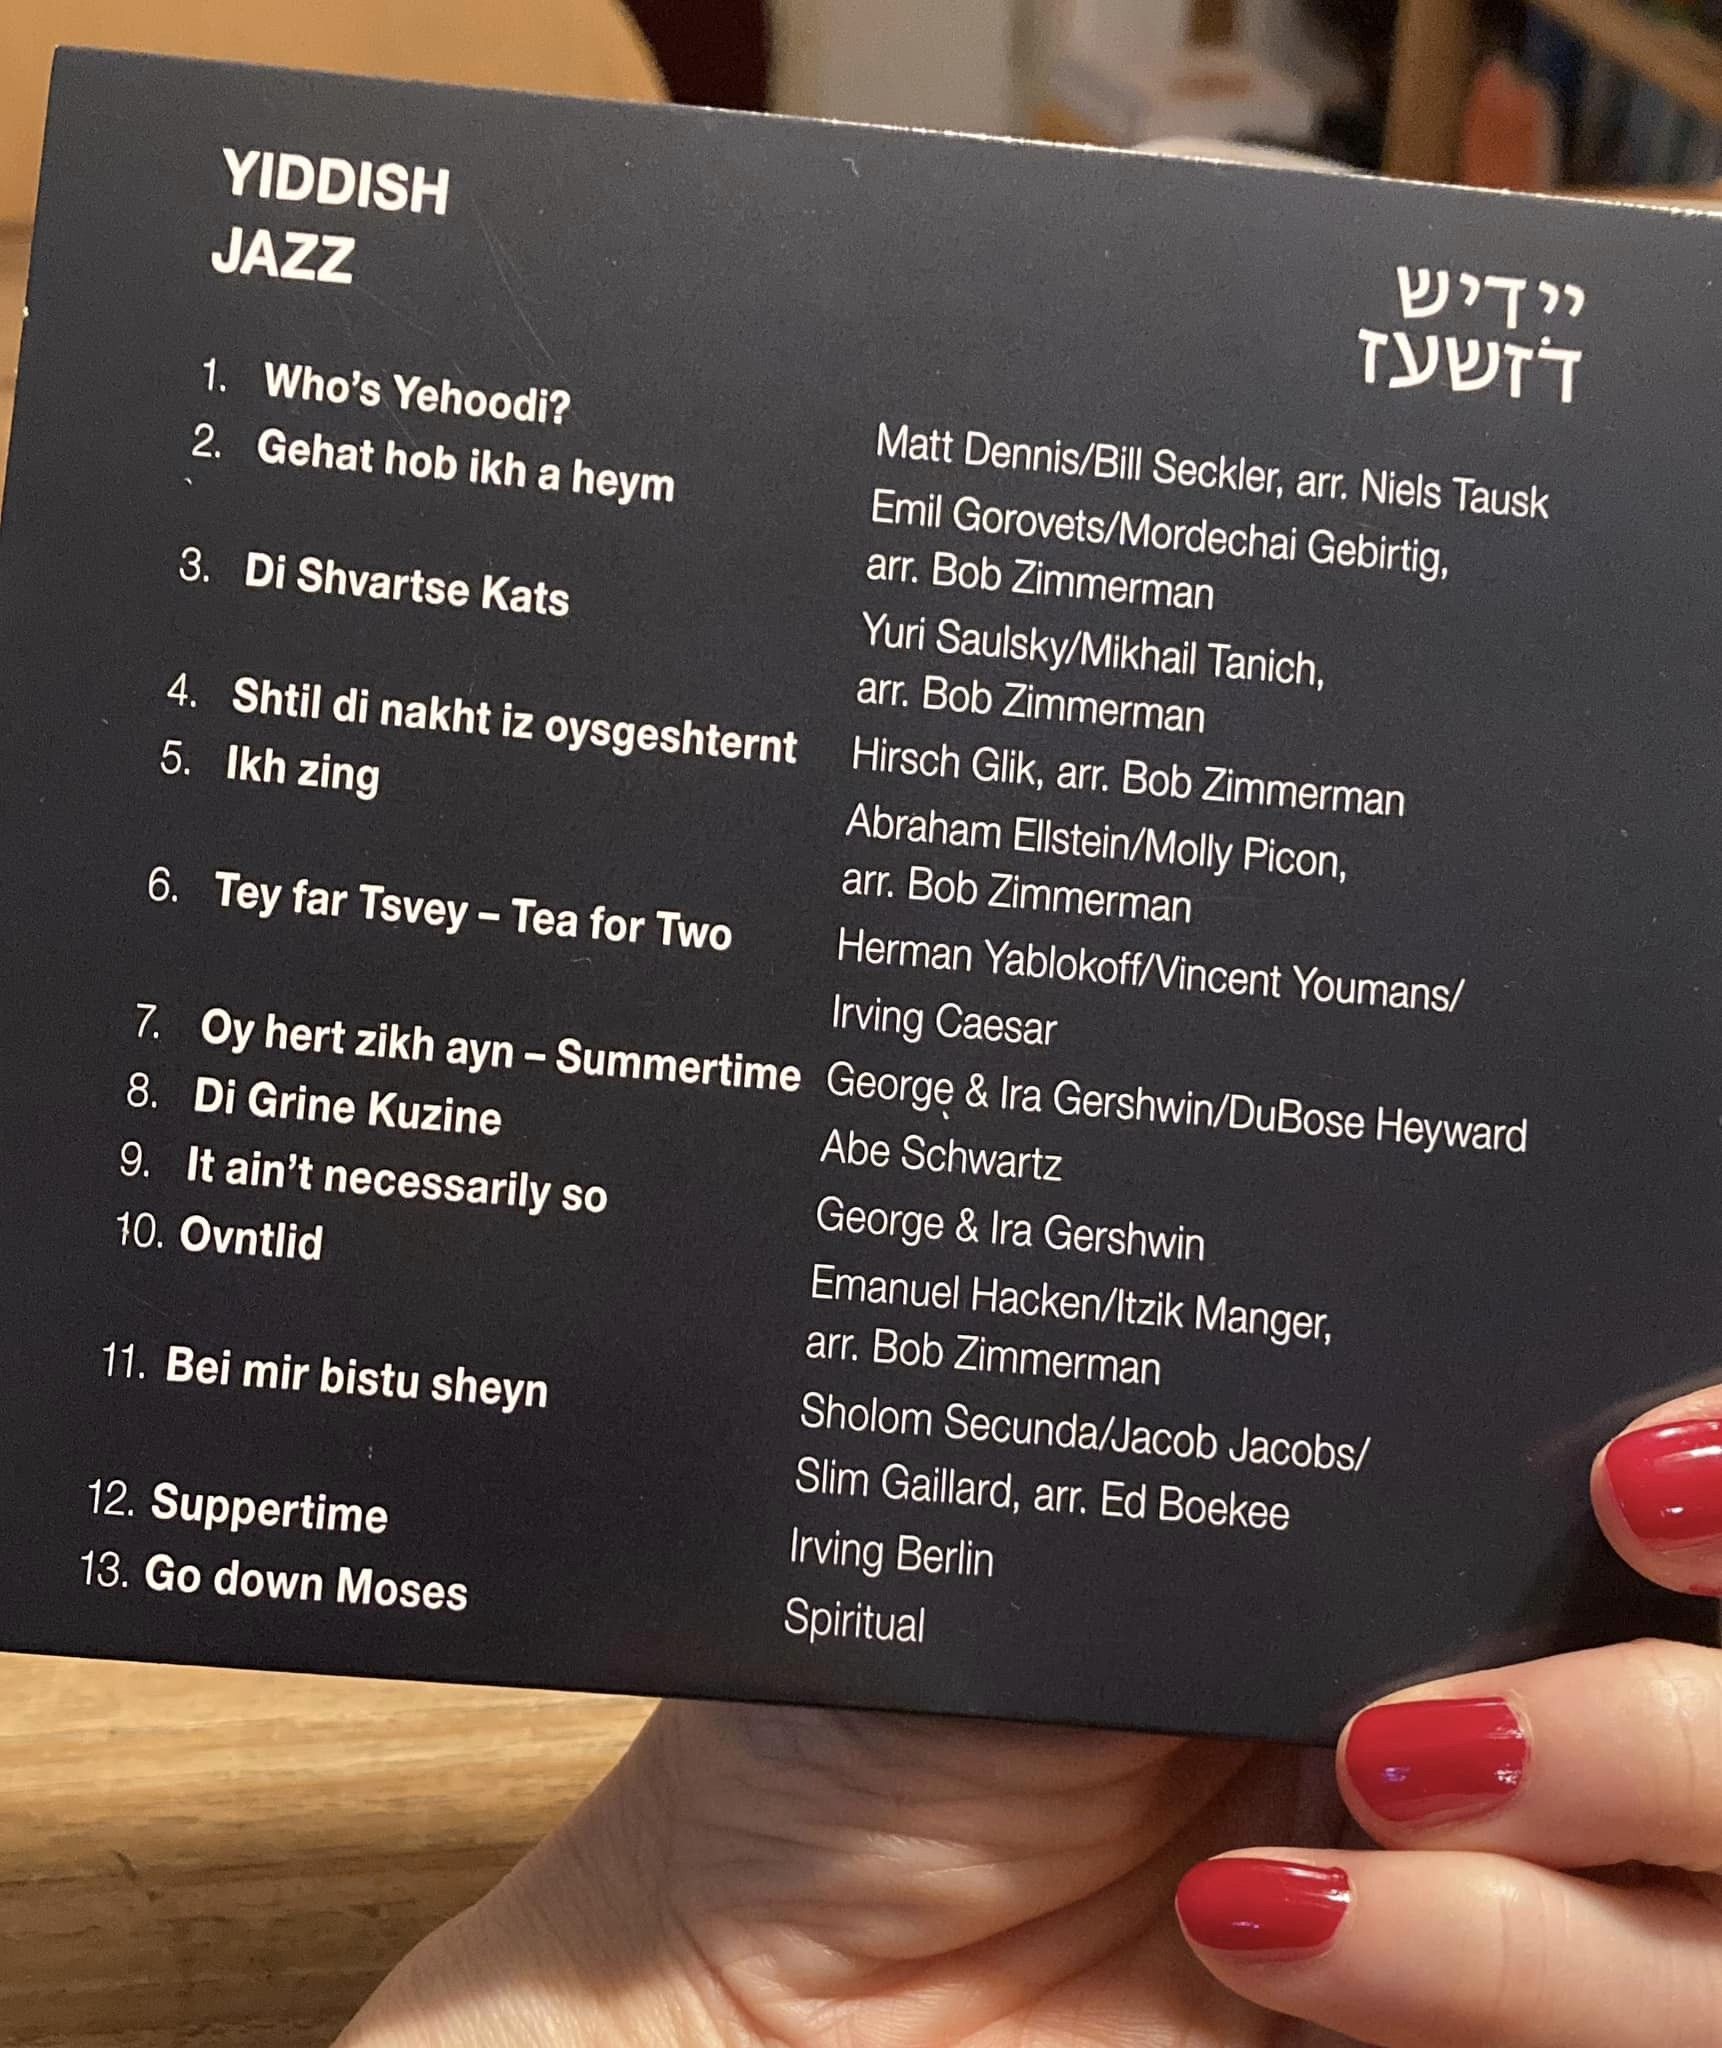 YIDDISH
JAZZ
ייִדיש
דזשעז
1. Who's Yehoodi? Matt Dennis/Bill Seckler, arr. Niels Tausk
2. Gehat hob ikh a heym Emil Gorovets/Mordechai Gebirtig,
arr. Bob Zimmerman
3. Di Shvartse Kats Yuri Saulsky/Mikhail Tanich,
arr. Bob Zimmerman
4. Shtil di nakht iz oysgeshternt Hirsch Glik, arr. Bob Zimmerman
5. Ikh zing Abraham Ellstein/Molly Picon,
arr. Bob Zimmerman
6. Tey far Tsvey – Tea for Two Herman Yablokoff/Vincent Youmans/
Irving Caesar
7. Oy hert zikh ayn – Summertime George & Ira Gershwin/DuBose Heyward
8. Di Grine Kuzine Abe Schwartz
9. It ain't necessarily so George & Ira Gershwin
10. Ovntlid Emanuel Hacken/Itzik Manger,
arr. Bob Zimmerman
11. Bei mir bistu sheyn Sholom Secunda/Jacob Jacobs/
Slim Gaillard, arr. Ed Boekee
12. Suppertime Irving Berlin
13. Go down Moses Spiritual